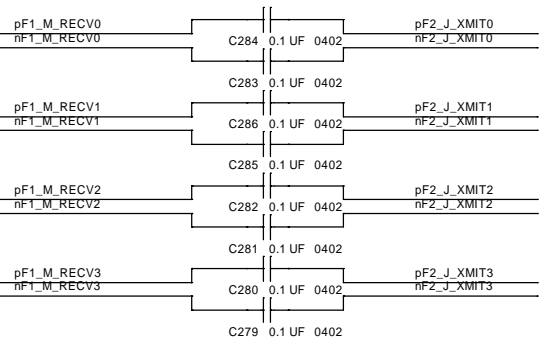 pF1_M_RECV0 pF2_J_XMIT0
nF1_M_RECV0 C284 0.1 UF 0402 nF2_J_XMIT0
C283 0.1 UF 0402
pF1_M_RECV1 pF2_J_XMIT1
nF1_M_RECV1 C286 0.1 UF 0402 nF2_J_XMIT1
C285 0.1 UF 0402
pF1_M_RECV2 pF2_J_XMIT2
nF1_M_RECV2 C282 0.1 UF 0402 nF2_J_XMIT2
C281 0.1 UF 0402
pF1_M_RECV3 pF2_J_XMIT3
nF1_M_RECV3 C280 0.1 UF 0402 nF2_J_XMIT3
C279 0.1 UF 0402